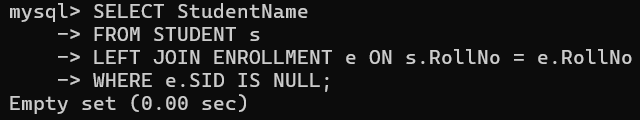 mysql> SELECT StudentName
    -> FROM STUDENT s
    -> LEFT JOIN ENROLLMENT e ON s.RollNo = e.RollNo
    -> WHERE e.SID IS NULL;
Empty set (0.00 sec)